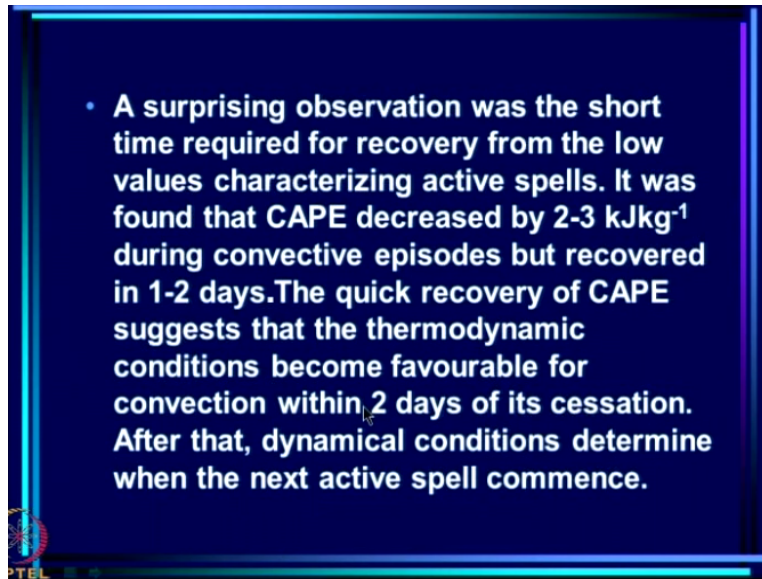 • A surprising observation was the short
time required for recovery from the low
values characterizing active spells. It was
found that CAPE decreased by 2-3 kJkg⁻¹
during convective episodes but recovered
in 1-2 days.The quick recovery of CAPE
suggests that the thermodynamic
conditions become favourable for
convection within 2 days of its cessation.
After that, dynamical conditions determine
when the next active spell commence.
PTEL